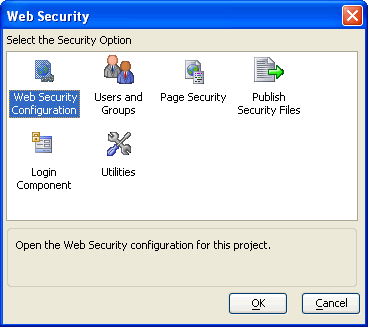 Web Security
Select the Security Option
Web Security Configuration
Users and Groups
Page Security
Publish Security Files
Login Component
Utilities
Open the Web Security configuration for this project.
OK
Cancel